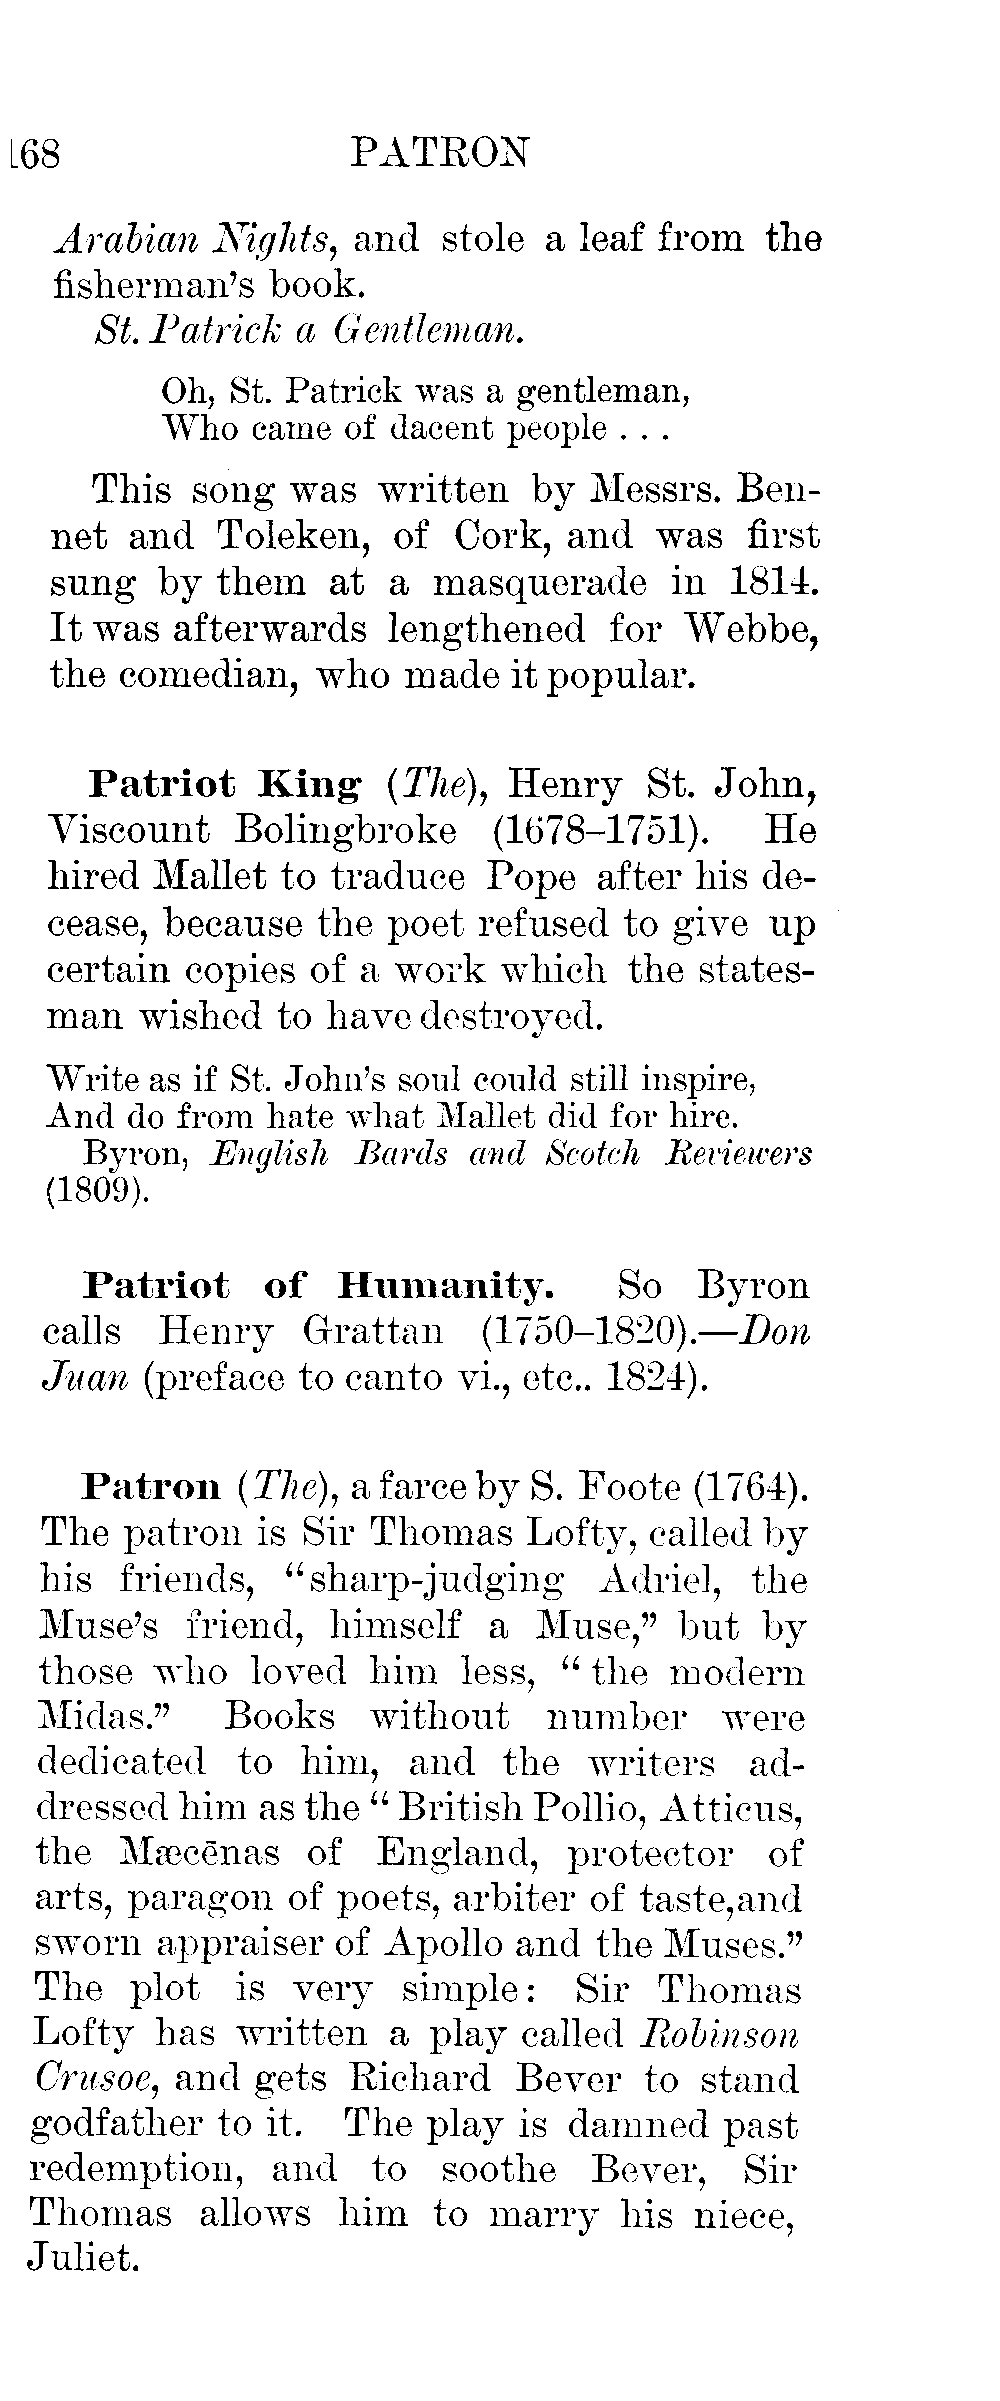 168 PATRON
Arabian Nights, and stole a leaf from the
fisherman's book.
St. Patrick a Gentleman.
Oh, St. Patrick was a gentleman,
Who came of dacent people . . .
This song was written by Messrs. Ben-
net and Toleken, of Cork, and was first
sung by them at a masquerade in 1814.
It was afterwards lengthened for Webbe,
the comedian, who made it popular.
Patriot King (The), Henry St. John,
Viscount Bolingbroke (1678–1751). He
hired Mallet to traduce Pope after his de-
cease, because the poet refused to give up
certain copies of a work which the states-
man wished to have destroyed.
Write as if St. John's soul could still inspire,
And do from hate what Mallet did for hire.
Byron, English Bards and Scotch Reviewers
(1809).
Patriot of Humanity. So Byron
calls Henry Grattan (1750–1820).—Don
Juan (preface to canto vi., etc.. 1824).
Patron (The), a farce by S. Foote (1764).
The patron is Sir Thomas Lofty, called by
his friends, "sharp-judging Adriel, the
Muse's friend, himself a Muse," but by
those who loved him less, "the modern
Midas." Books without number were
dedicated to him, and the writers ad-
dressed him as the "British Pollio, Atticus,
the Mæcēnas of England, protector of
arts, paragon of poets, arbiter of taste,and
sworn appraiser of Apollo and the Muses."
The plot is very simple: Sir Thomas
Lofty has written a play called Robinson
Crusoe, and gets Richard Bever to stand
godfather to it. The play is damned past
redemption, and to soothe Bever, Sir
Thomas allows him to marry his niece,
Juliet.